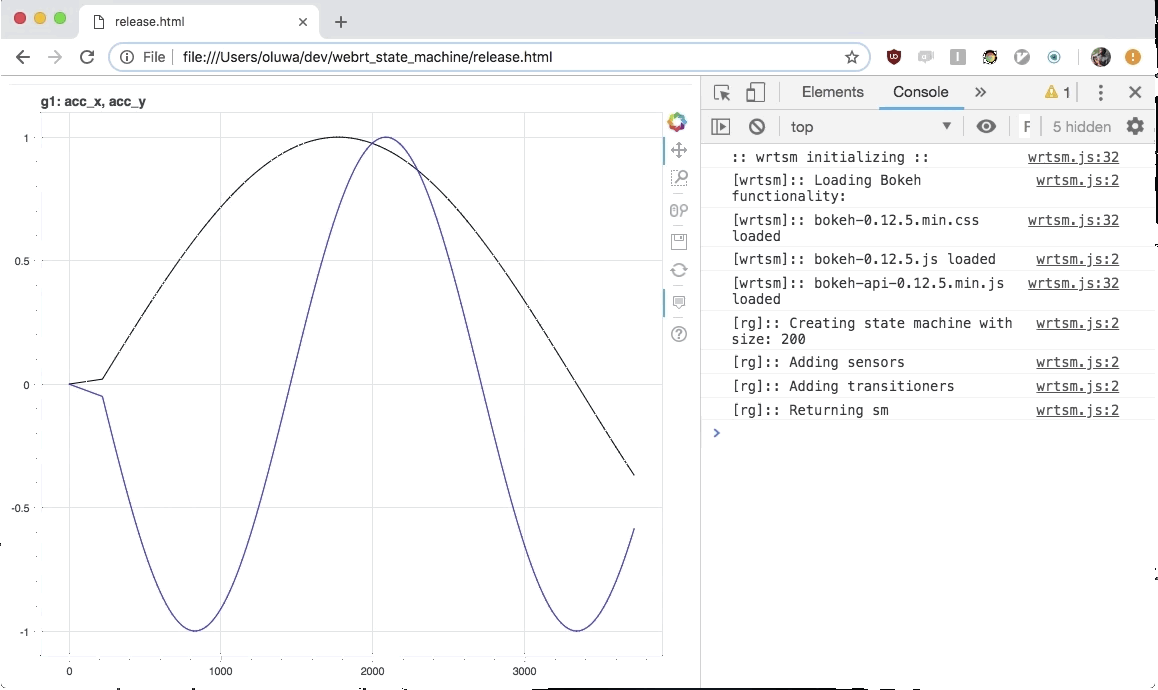 release.html
File file:///Users/oluwa/dev/webrt_state_machine/release.html
g1: acc_x, acc_y
1
0.5
0
-0.5
-1
0 1000 2000 3000
Elements Console 1
top F 5 hidden
:: wrtsm initializing :: wrtsm.js:32
[wrtsm]:: Loading Bokeh wrtsm.js:2
functionality:
[wrtsm]:: bokeh-0.12.5.min.css wrtsm.js:32
loaded
[wrtsm]:: bokeh-0.12.5.js loaded wrtsm.js:2
[wrtsm]:: bokeh-api-0.12.5.min.js wrtsm.js:32
loaded
[rg]:: Creating state machine with wrtsm.js:2
size: 200
[rg]:: Adding sensors wrtsm.js:2
[rg]:: Adding transitioners wrtsm.js:2
[rg]:: Returning sm wrtsm.js:2